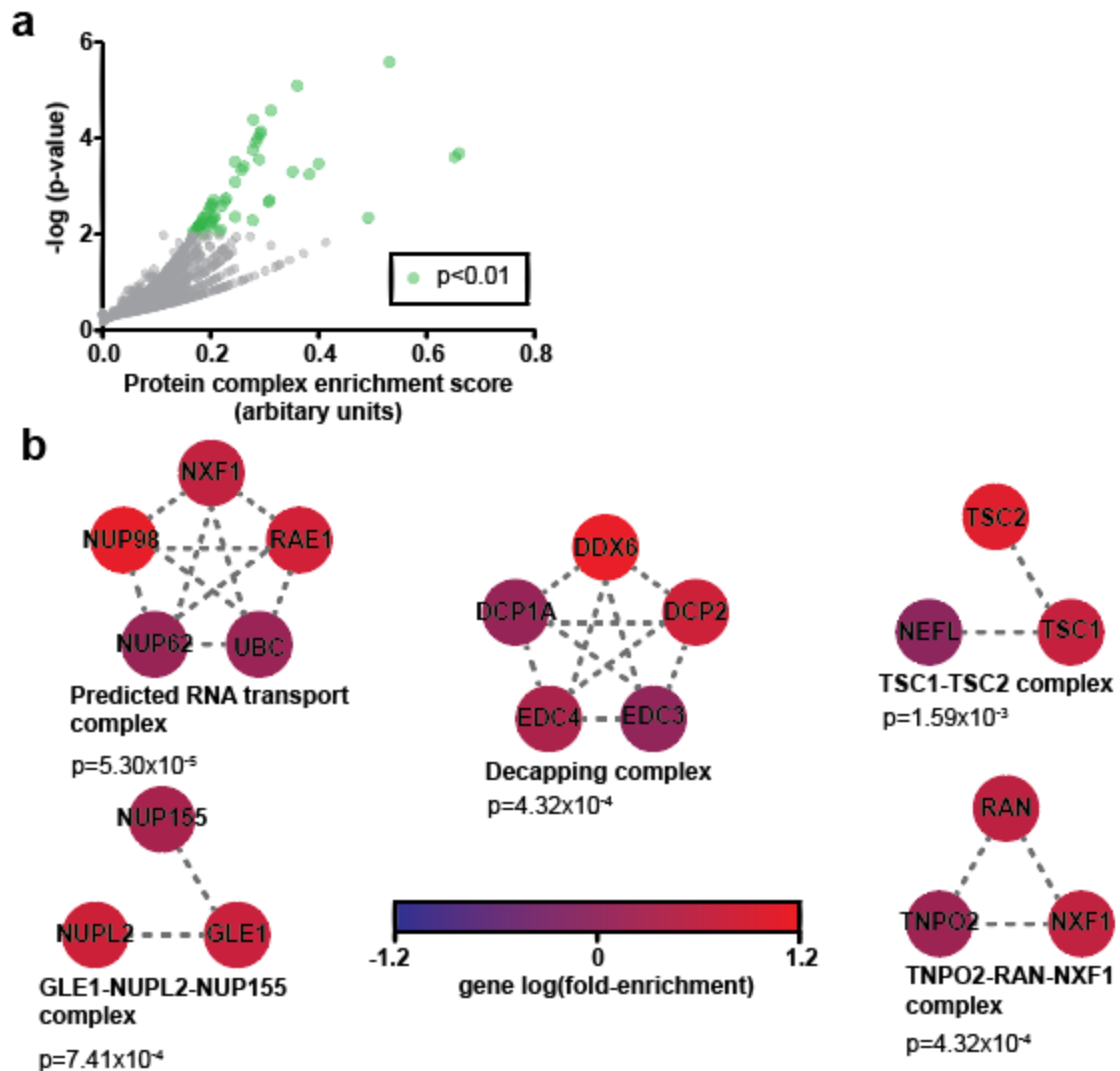 a
6
4
2
0
-log (p-value)
p<0.01
0.0 0.2 0.4 0.6 0.8
Protein complex enrichment score
(arbitary units)
b
NXF1
NUP98
RAE1
NUP62
UBC
Predicted RNA transport
complex
p=5.30x10⁻⁵
DDX6
DCP1A
DCP2
EDC4
EDC3
Decapping complex
p=4.32x10⁻⁴
TSC2
NEFL
TSC1
TSC1-TSC2 complex
p=1.59x10⁻³
NUP155
NUPL2
GLE1
GLE1-NUPL2-NUP155
complex
p=7.41x10⁻⁴
-1.2 0 1.2
gene log(fold-enrichment)
RAN
TNPO2
NXF1
TNPO2-RAN-NXF1
complex
p=4.32x10⁻⁴